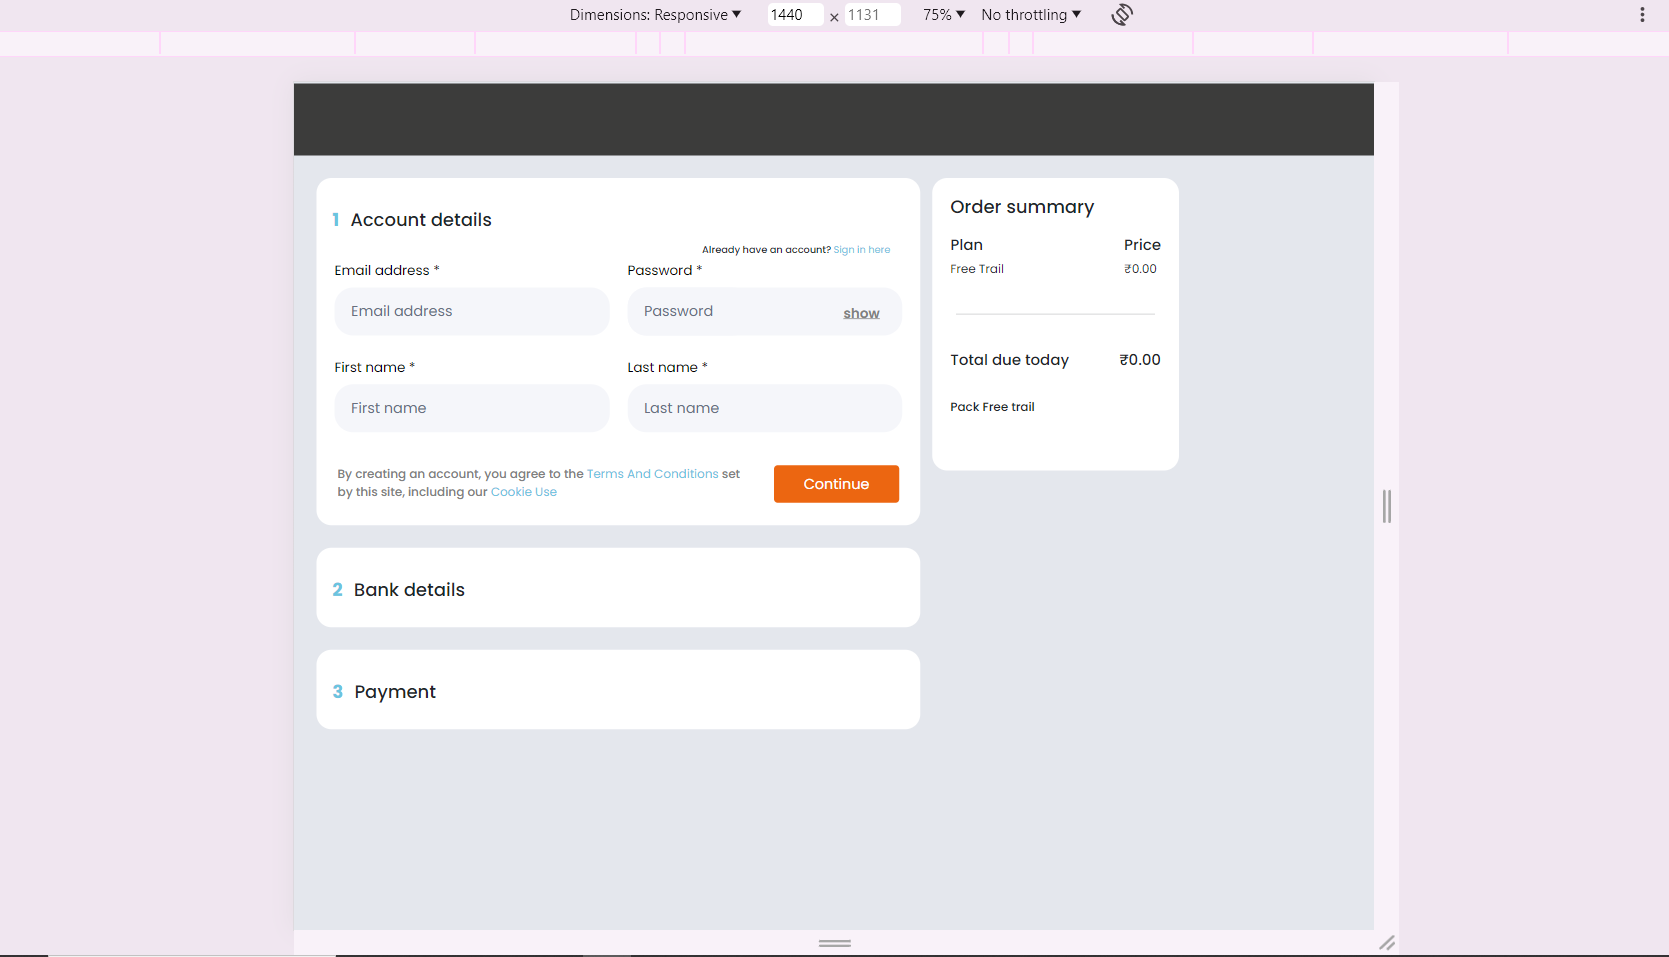 Dimensions: Responsive ▼ 1440 × 1131 75% ▼ No throttling ▼
1 Account details
Already have an account? Sign in here
Email address * Password *
Email address Password show
First name * Last name *
First name Last name
By creating an account, you agree to the Terms And Conditions set
by this site, including our Cookie Use
Continue
2 Bank details
3 Payment
Order summary
Plan Price
Free Trail ₹0.00
Total due today ₹0.00
Pack Free trail